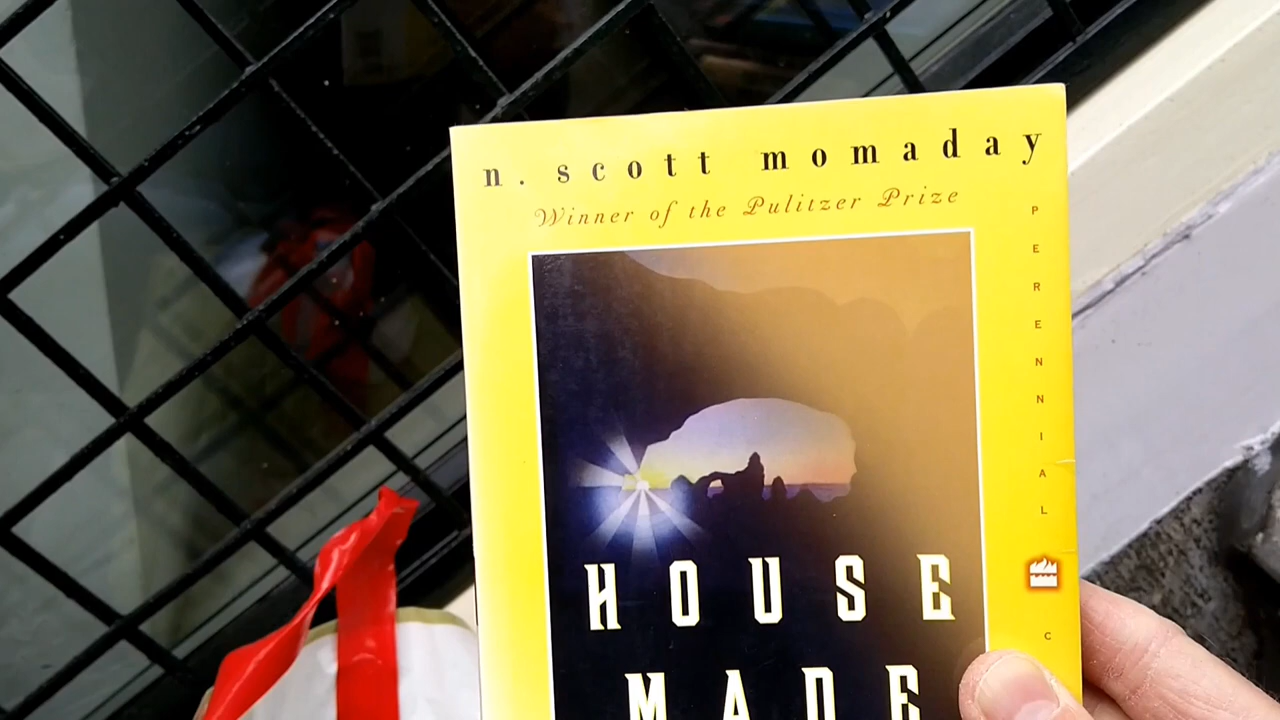 n. scott momaday
Winner of the Pulitzer Prize
PERENNIAL
C
HOUSE
MADE